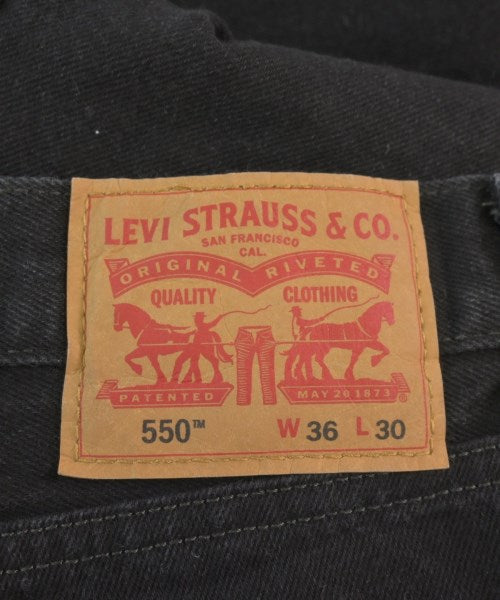 LEVI STRAUSS & CO.
SAN FRANCISCO
CAL.
ORIGINAL RIVETED
QUALITY CLOTHING
PATENTED MAY 20 1873
550™ W 36 L 30